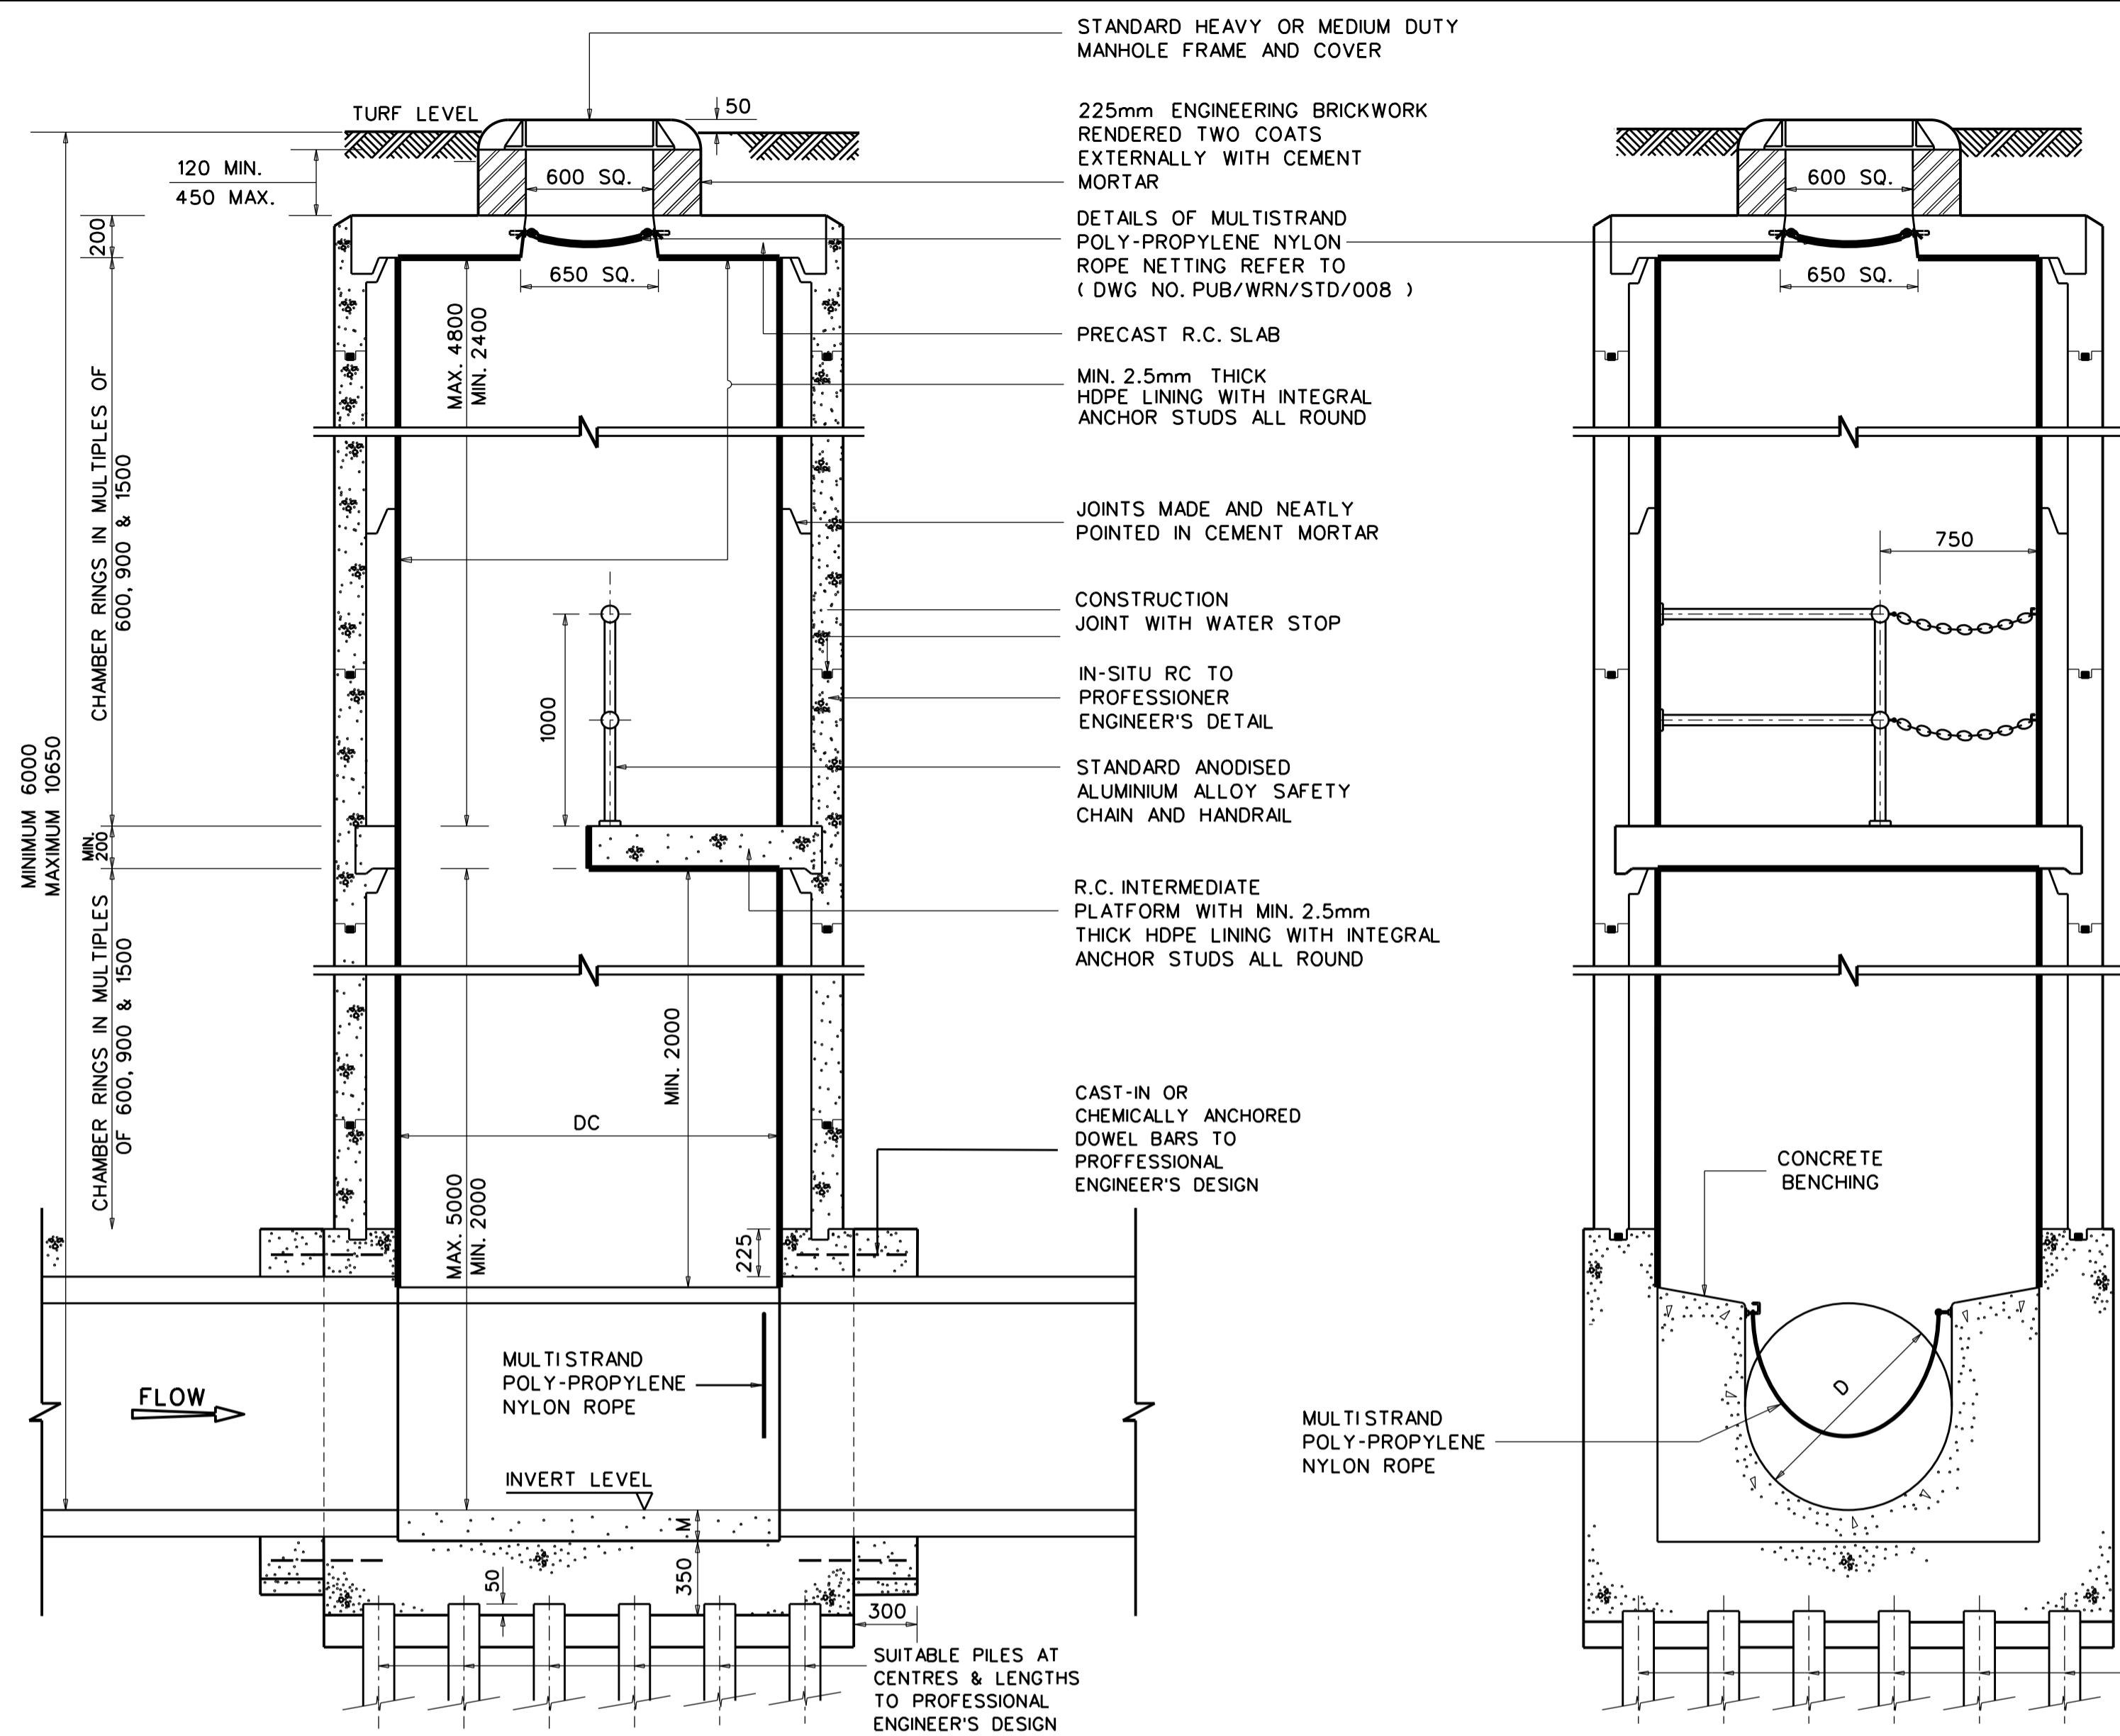 STANDARD HEAVY OR MEDIUM DUTY
MANHOLE FRAME AND COVER
TURF LEVEL
50
225mm ENGINEERING BRICKWORK
RENDERED TWO COATS
EXTERNALLY WITH CEMENT
MORTAR
120 MIN.
450 MAX.
600 SQ.
600 SQ.
200
DETAILS OF MULTISTRAND
POLY-PROPYLENE NYLON
ROPE NETTING REFER TO
( DWG NO. PUB/WRN/STD/008 )
650 SQ.
650 SQ.
PRECAST R.C. SLAB
MAX. 4800
MIN. 2400
MIN. 2.5mm THICK
HDPE LINING WITH INTEGRAL
ANCHOR STUDS ALL ROUND
CHAMBER RINGS IN MULTIPLES OF
600, 900 & 1500
JOINTS MADE AND NEATLY
POINTED IN CEMENT MORTAR
750
CONSTRUCTION
JOINT WITH WATER STOP
1000
IN-SITU RC TO
PROFESSIONER
ENGINEER'S DETAIL
STANDARD ANODISED
ALUMINIUM ALLOY SAFETY
CHAIN AND HANDRAIL
MINIMUM 6000
MAXIMUM 10650
MIN.
200
R.C. INTERMEDIATE
PLATFORM WITH MIN. 2.5mm
THICK HDPE LINING WITH INTEGRAL
ANCHOR STUDS ALL ROUND
CHAMBER RINGS IN MULTIPLES
OF 600, 900 & 1500
MIN. 2000
DC
MAX. 5000
MIN. 2000
225
CAST-IN OR
CHEMICALLY ANCHORED
DOWEL BARS TO
PROFFESSIONAL
ENGINEER'S DESIGN
CONCRETE
BENCHING
FLOW
MULTISTRAND
POLY-PROPYLENE
NYLON ROPE
D
MULTISTRAND
POLY-PROPYLENE
NYLON ROPE
INVERT LEVEL
M
50
350
300
SUITABLE PILES AT
CENTRES & LENGTHS
TO PROFESSIONAL
ENGINEER'S DESIGN